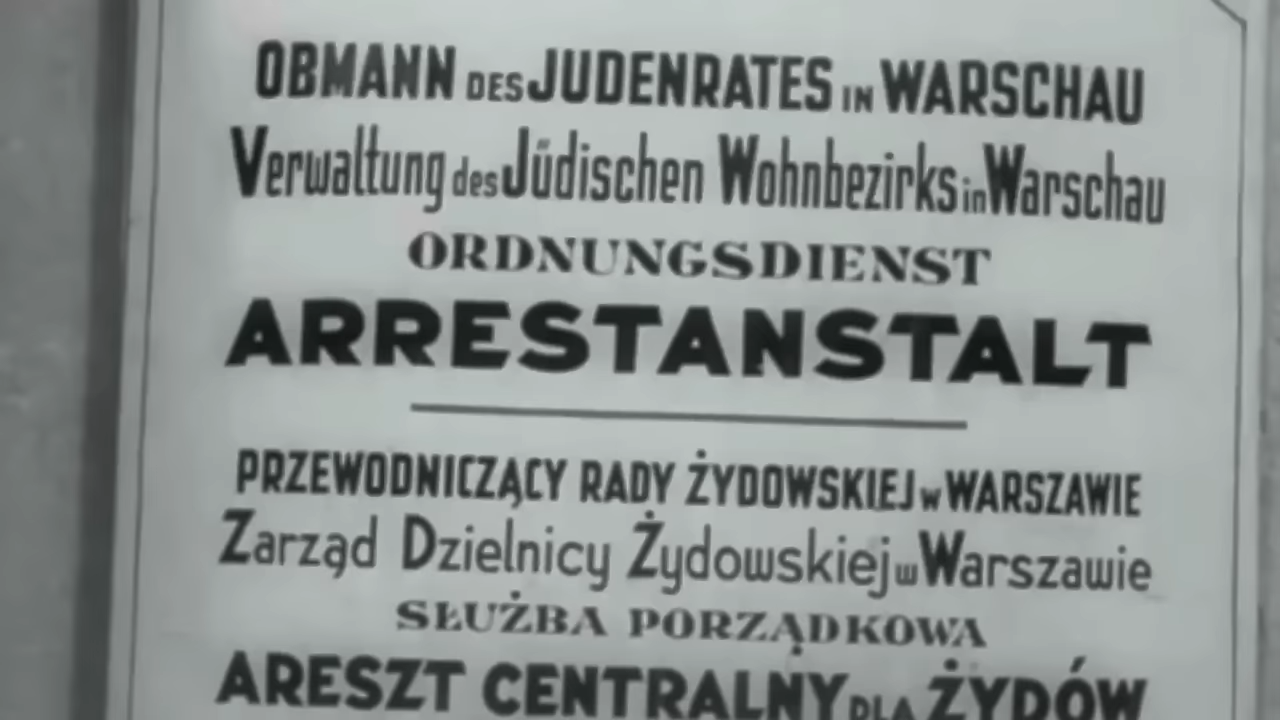 OBMANN DES JUDENRATES IN WARSCHAU
Verwaltung des Jüdischen Wohnbezirks in Warschau
ORDNUNGSDIENST
ARRESTANSTALT
PRZEWODNICZĄCY RADY ŻYDOWSKIEJ w WARSZAWIE
Zarząd Dzielnicy Żydowskiej w Warszawie
SŁUŻBA PORZĄDKOWA
ARESZT CENTRALNY DLA ŻYDÓW